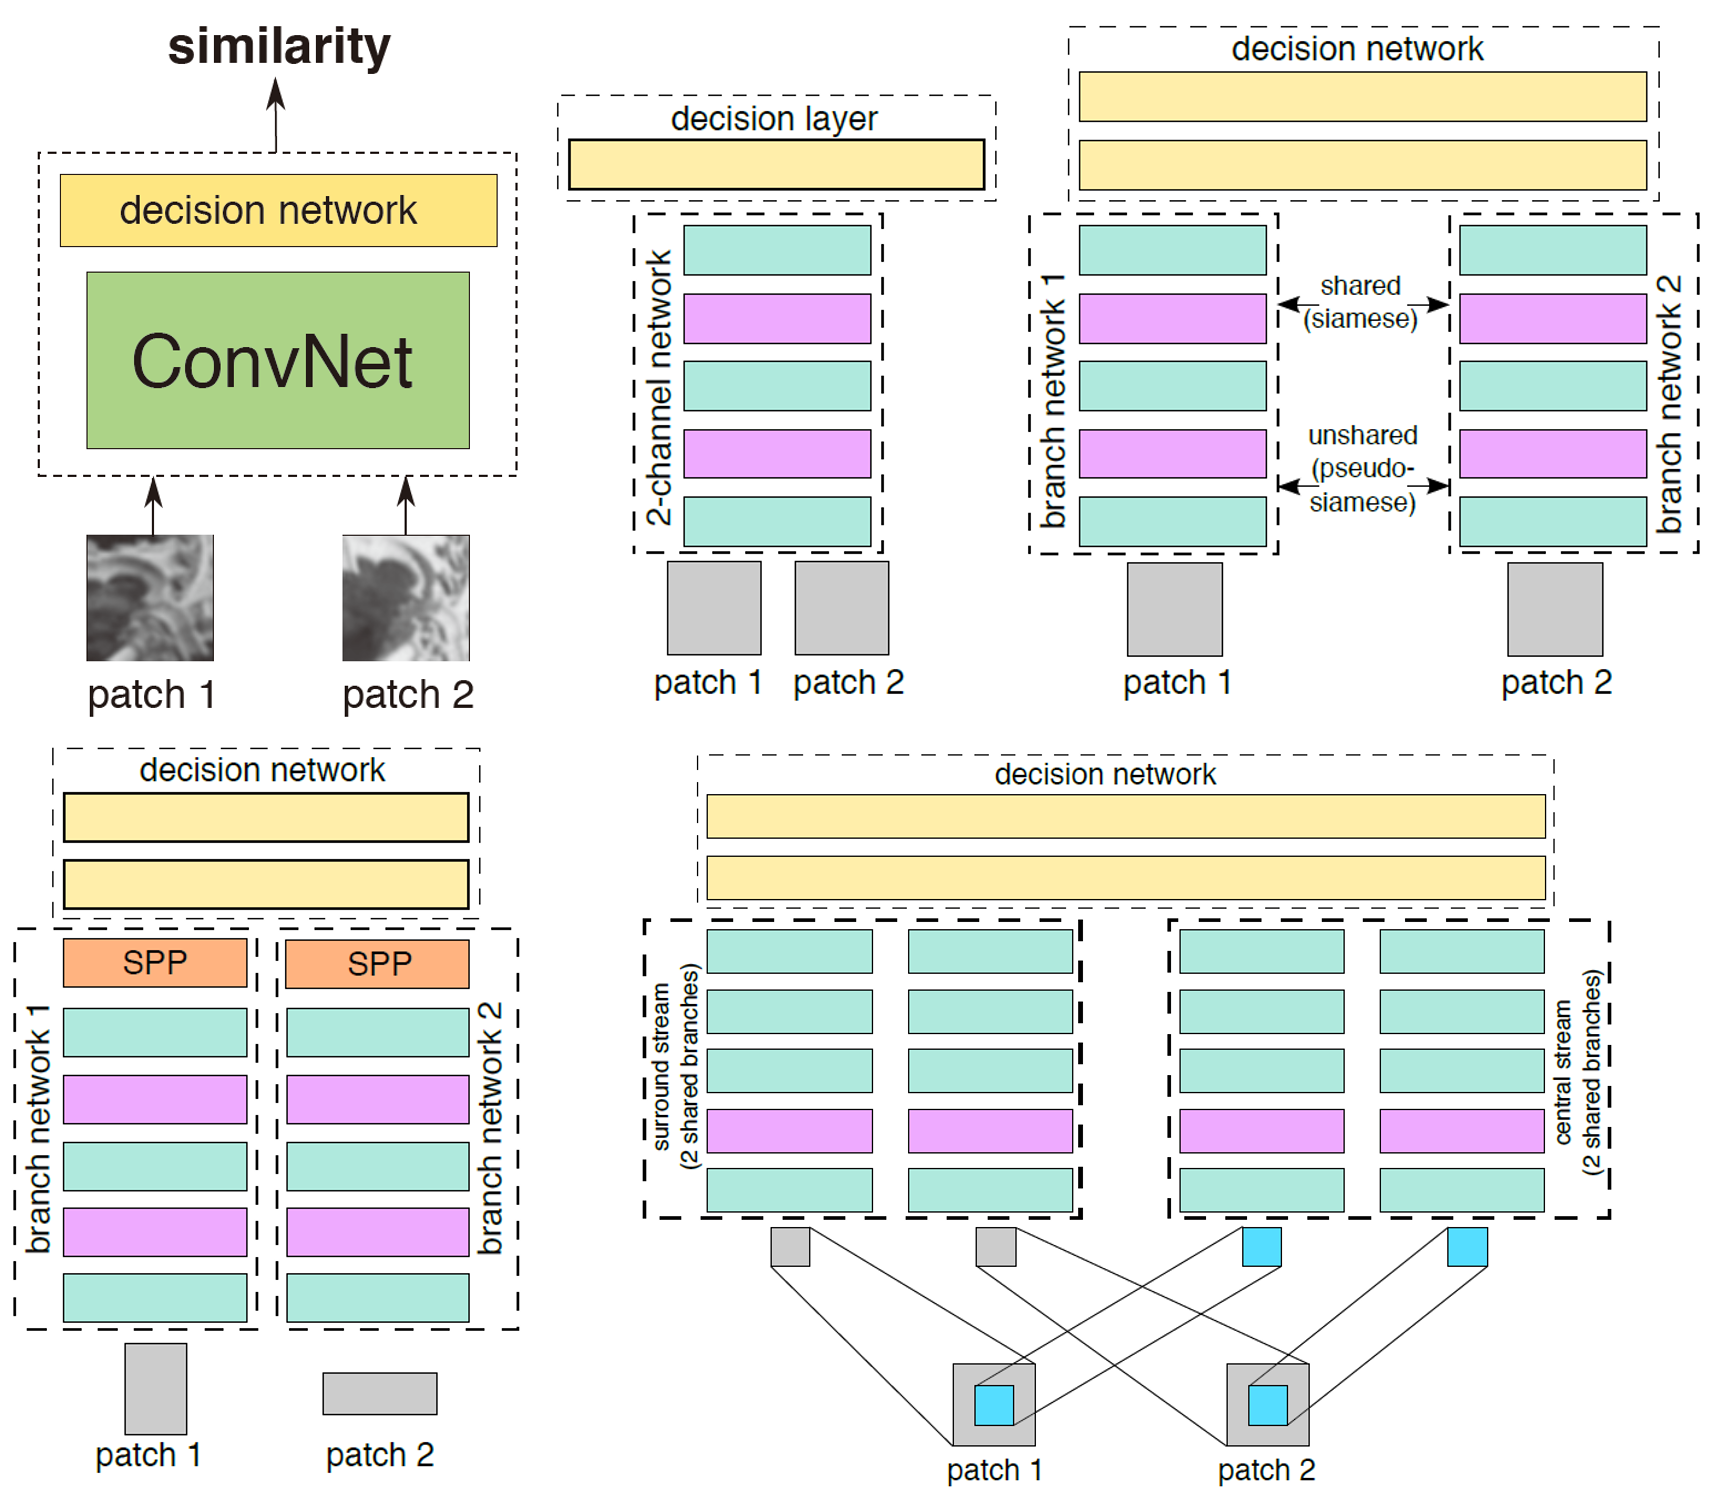 similarity
decision network
ConvNet
patch 1
patch 2
decision layer
2-channel network
patch 1
patch 2
decision network
branch network 1
shared
(siamese)
unshared
(pseudo-
siamese)
branch network 2
patch 1
patch 2
decision network
SPP
SPP
branch network 1
branch network 2
patch 1
patch 2
decision network
surround stream
(2 shared branches)
central stream
(2 shared branches)
patch 1
patch 2